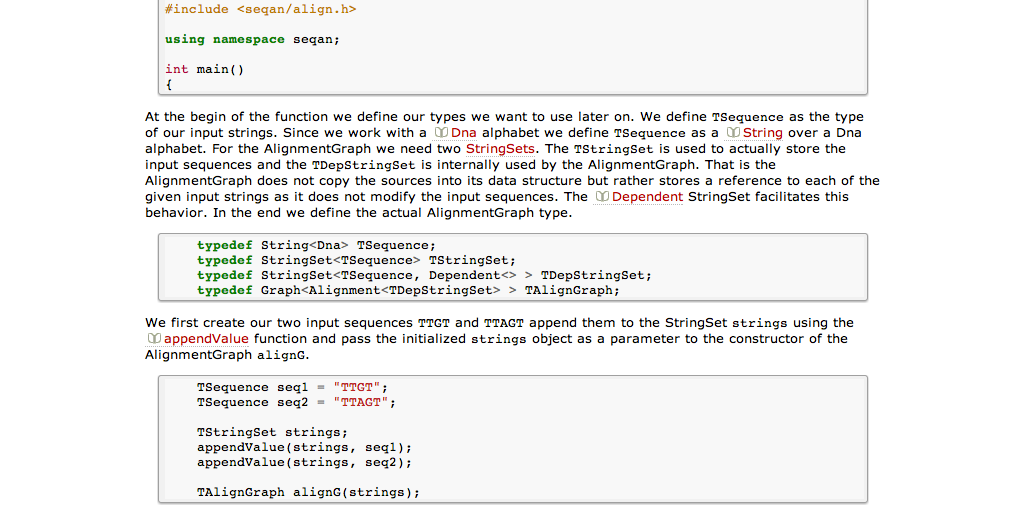 #include <seqan/align.h>
using namespace seqan;
int main()
{
At the begin of the function we define our types we want to use later on. We define TSequence as the type
of our input strings. Since we work with a Dna alphabet we define TSequence as a String over a Dna
alphabet. For the AlignmentGraph we need two StringSets. The TStringSet is used to actually store the
input sequences and the TDepStringSet is internally used by the AlignmentGraph. That is the
AlignmentGraph does not copy the sources into its data structure but rather stores a reference to each of the
given input strings as it does not modify the input sequences. The Dependent StringSet facilitates this
behavior. In the end we define the actual AlignmentGraph type.
typedef String<Dna> TSequence;
typedef StringSet<TSequence> TStringSet;
typedef StringSet<TSequence, Dependent<> > TDepStringSet;
typedef Graph<Alignment<TDepStringSet> > TAlignGraph;
We first create our two input sequences TTGT and TTAGT append them to the StringSet strings using the
appendValue function and pass the initialized strings object as a parameter to the constructor of the
AlignmentGraph alignG.
TSequence seq1 = "TTGT";
TSequence seq2 = "TTAGT";
TStringSet strings;
appendValue(strings, seq1);
appendValue(strings, seq2);
TAlignGraph alignG(strings);